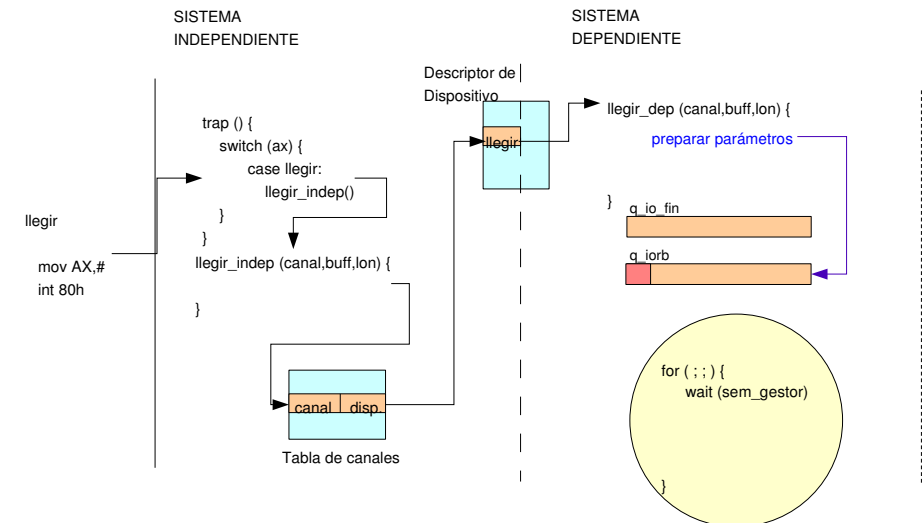 SISTEMA
INDEPENDIENTE
SISTEMA
DEPENDIENTE
llegir
mov AX,#
int 80h
trap () {
switch (ax) {
case llegir:
llegir_indep()
}
}
llegir_indep (canal,buff,lon) {
}
canal disp.
Tabla de canales
Descriptor de
Dispositivo
llegir
llegir_dep (canal,buff,lon) {
preparar parámetros
}
q_io_fin
q_iorb
for ( ; ; ) {
wait (sem_gestor)
}